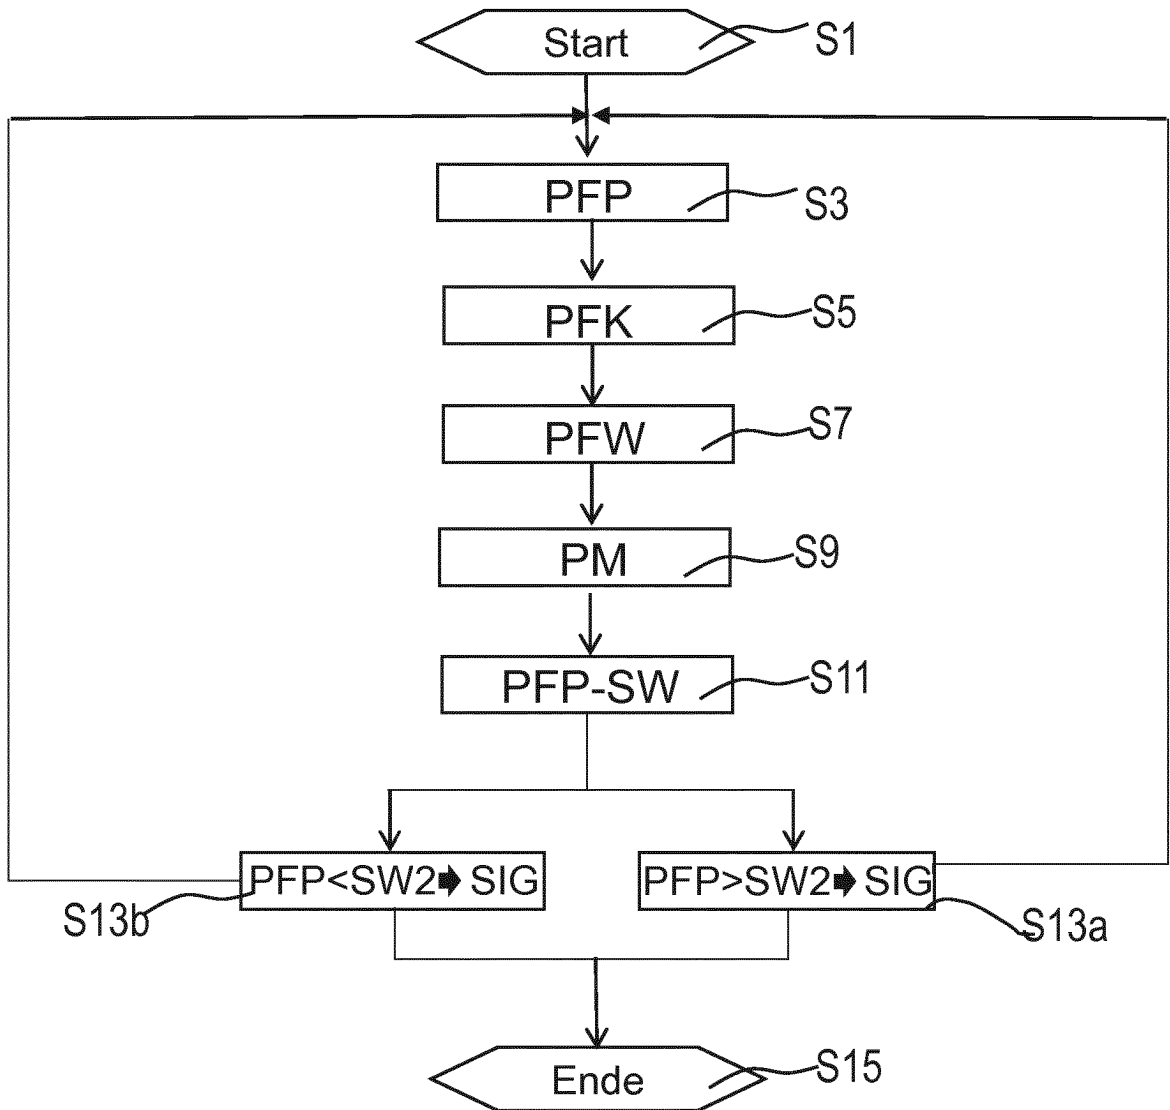 Start S1
PFP S3
PFK S5
PFW S7
PM S9
PFP-SW S11
PFP<SW2➡SIG PFP>SW2➡SIG
S13b S13a
Ende S15